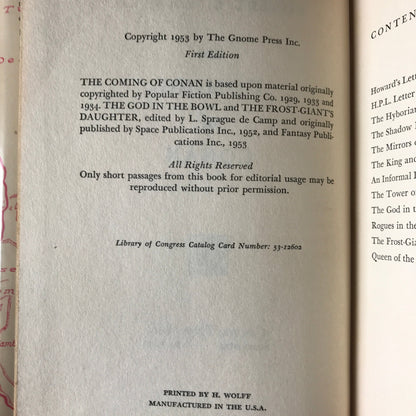 Copyright 1953 by The Gnome Press Inc.
First Edition
THE COMING OF CONAN is based upon material originally
copyrighted by Popular Fiction Publishing Co. 1929, 1933 and
1934. THE GOD IN THE BOWL and THE FROST-GIANT'S
DAUGHTER, edited by L. Sprague de Camp and originally
published by Space Publications Inc., 1952, and Fantasy Publi-
cations Inc., 1953
All Rights Reserved
Only short passages from this book for editorial usage may be
reproduced without prior permission.
Library of Congress Catalog Card Number: 53-12602
PRINTED BY H. WOLFF
MANUFACTURED IN THE U.S.A.
CONTEN
Howard's Lett
H.P.L. Letter
The Hyborian
The Shadow
The Mirrors o
The King and
An Informal
The Tower o
The God in th
Rogues in the
The Frost-Gia
Queen of the